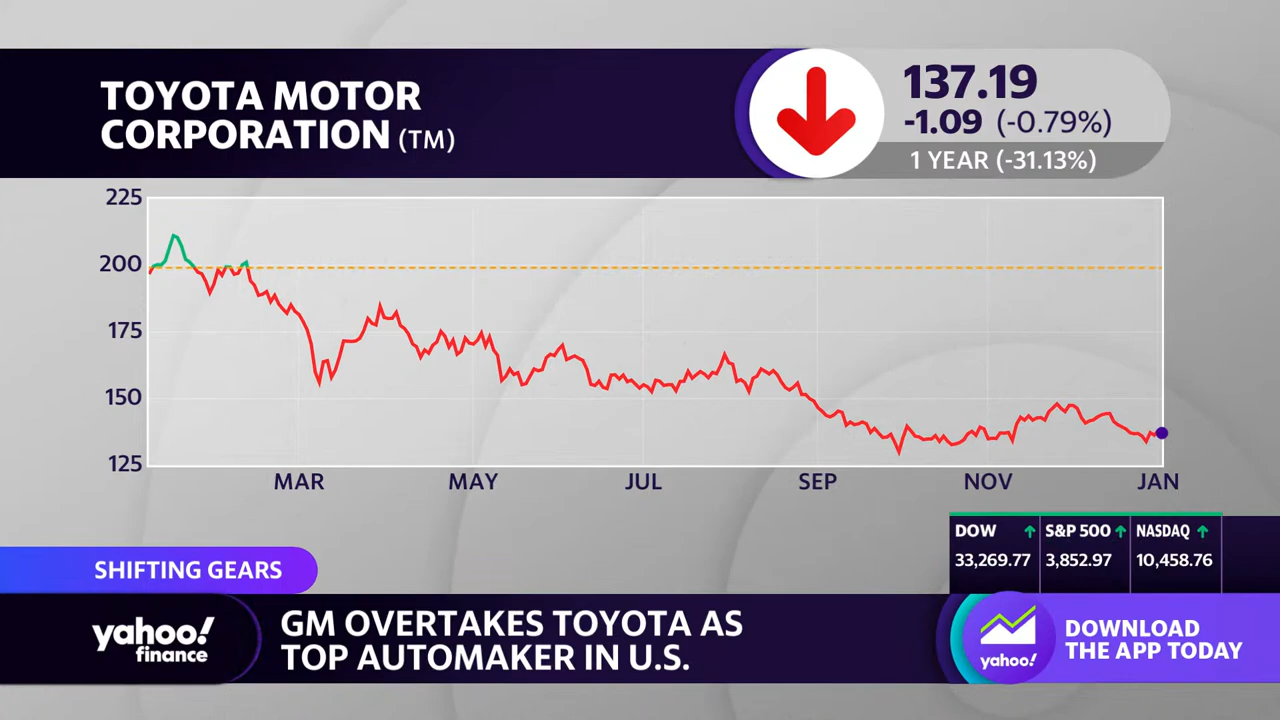 TOYOTA MOTOR
CORPORATION (TM)
137.19
-1.09 (-0.79%)
1 YEAR (-31.13%)
225
200
175
150
125
MAR MAY JUL SEP NOV JAN
DOW S&P 500 NASDAQ
33,269.77 3,852.97 10,458.76
SHIFTING GEARS
yahoo!
finance
GM OVERTAKES TOYOTA AS
TOP AUTOMAKER IN U.S.
yahoo!
DOWNLOAD
THE APP TODAY